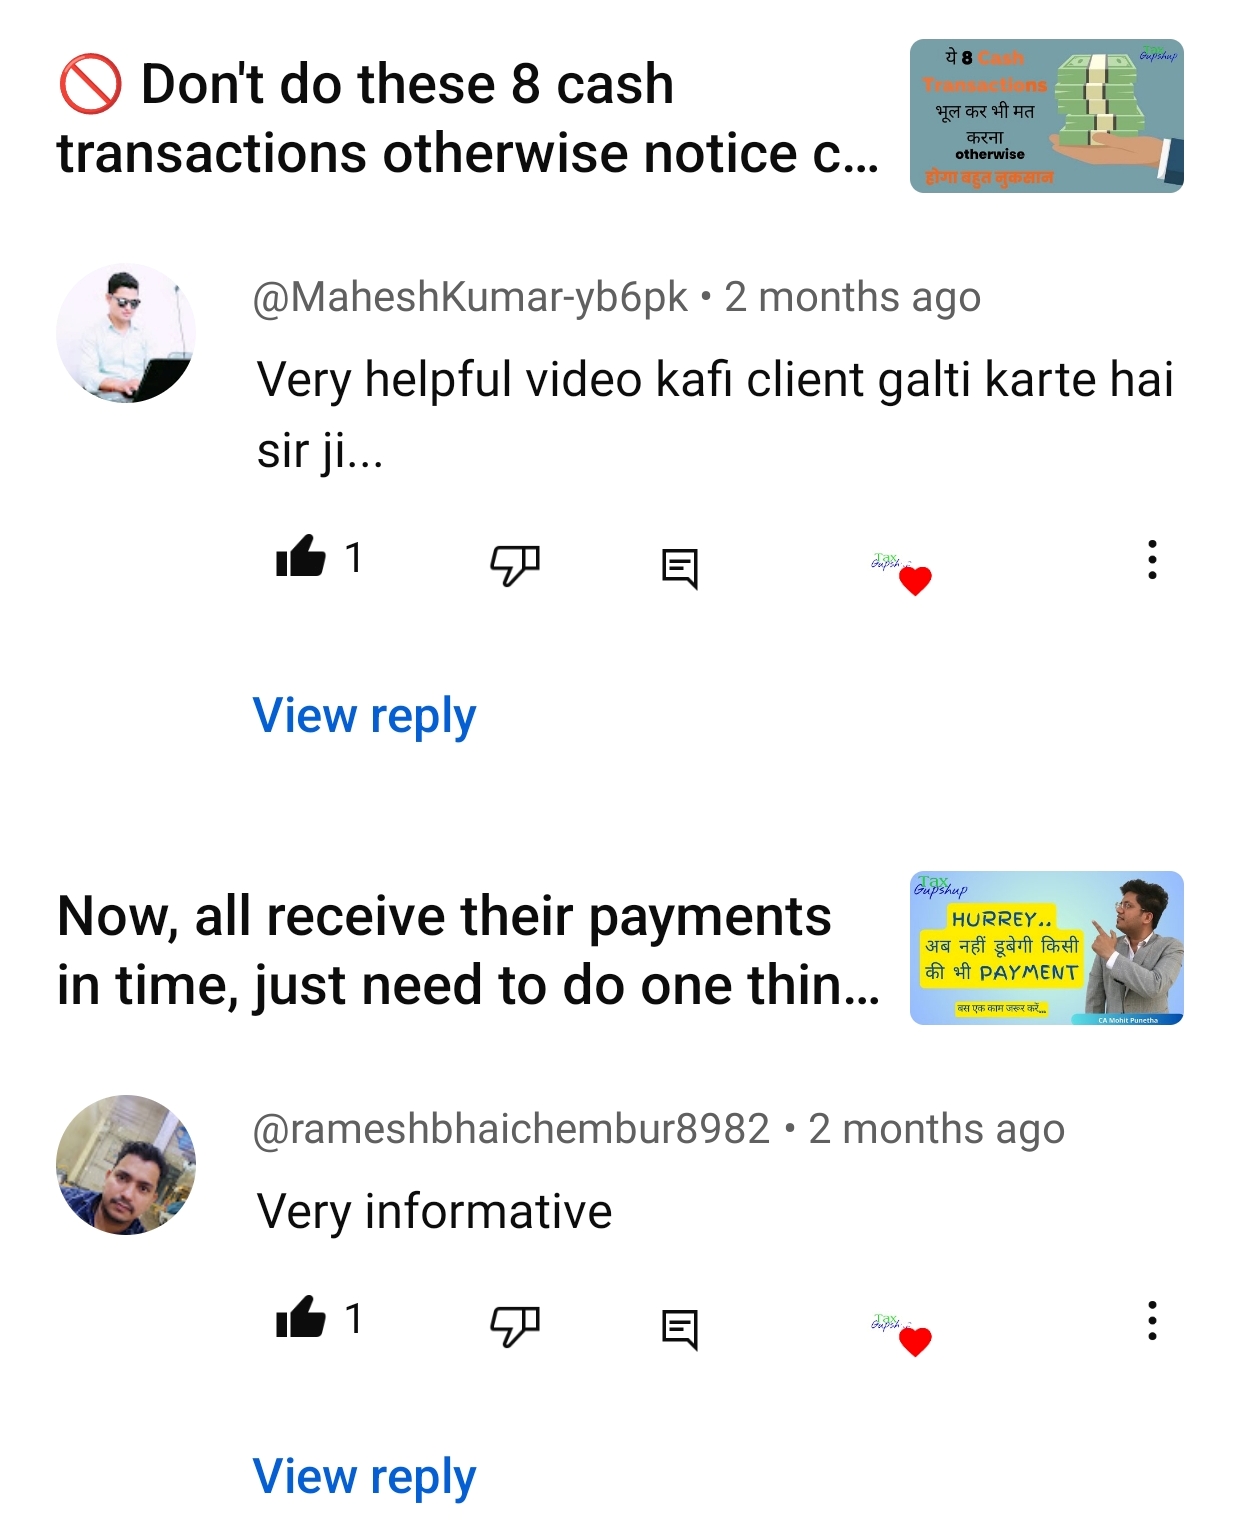 🚫 Don't do these 8 cash
transactions otherwise notice c...
ये 8 Cash
Transactions
भूल कर भी मत
करना
otherwise
होगा बहुत नुकसान
Tax
Gupshup
@MaheshKumar-yb6pk • 2 months ago
Very helpful video kafi client galti karte hai
sir ji...
1
Tax
Gupsh
View reply
Now, all receive their payments
in time, just need to do one thin...
Tax
Gupshup
HURREY..
अब नहीं डूबेगी किसी
की भी PAYMENT
बस एक काम जरूर करें...
CA Mohit Punetha
@rameshbhaichembur8982 • 2 months ago
Very informative
1
Tax
Gupsh
View reply